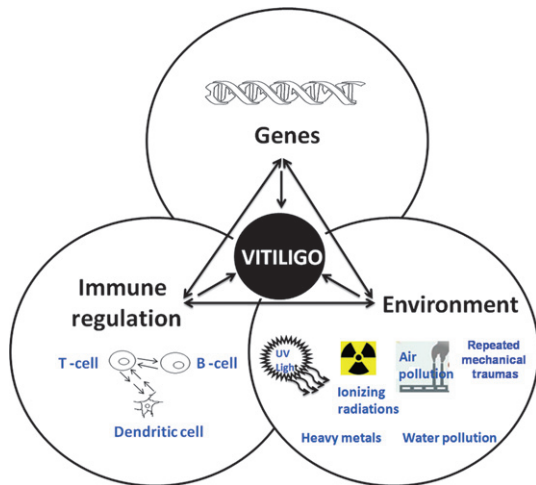 Genes
VITILIGO
Immune
regulation
T-cell
B-cell
Dendritic cell
Environment
UV
Light
Ionizing
radiations
Air
pollution
Repeated
mechanical
traumas
Heavy metals
Water pollution